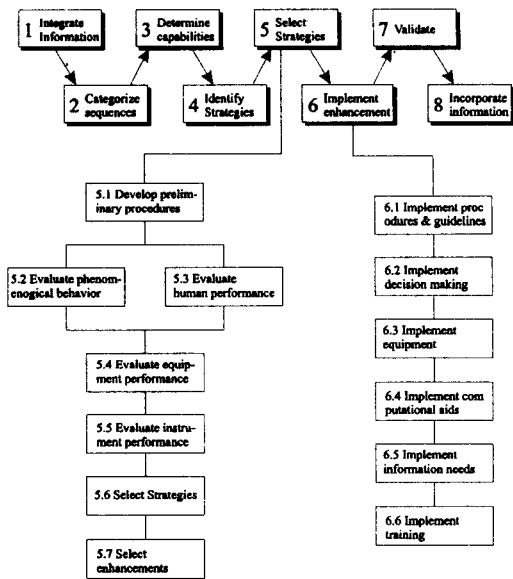 1 Integrate
Information
3 Determine
capabilities
5 Select
Strategies
7 Validate
2 Categorize
sequences
4 Identify
Strategies
6 Implement
enhancement
8 Incorporate
information
5.1 Develop prelim-
inary procedures
5.2 Evaluate phenom-
enogical behavior
5.3 Evaluate
human performance
5.4 Evaluate equip-
ment performance
5.5 Evaluate instru-
ment performance
5.6 Select Strategies
5.7 Select
enhancements
6.1 Implement proc
odures & guidelines
6.2 Implement
decision making
6.3 Implement
equipment
6.4 Implement com
putational aids
6.5 Implement
information needs
6.6 Implement
training